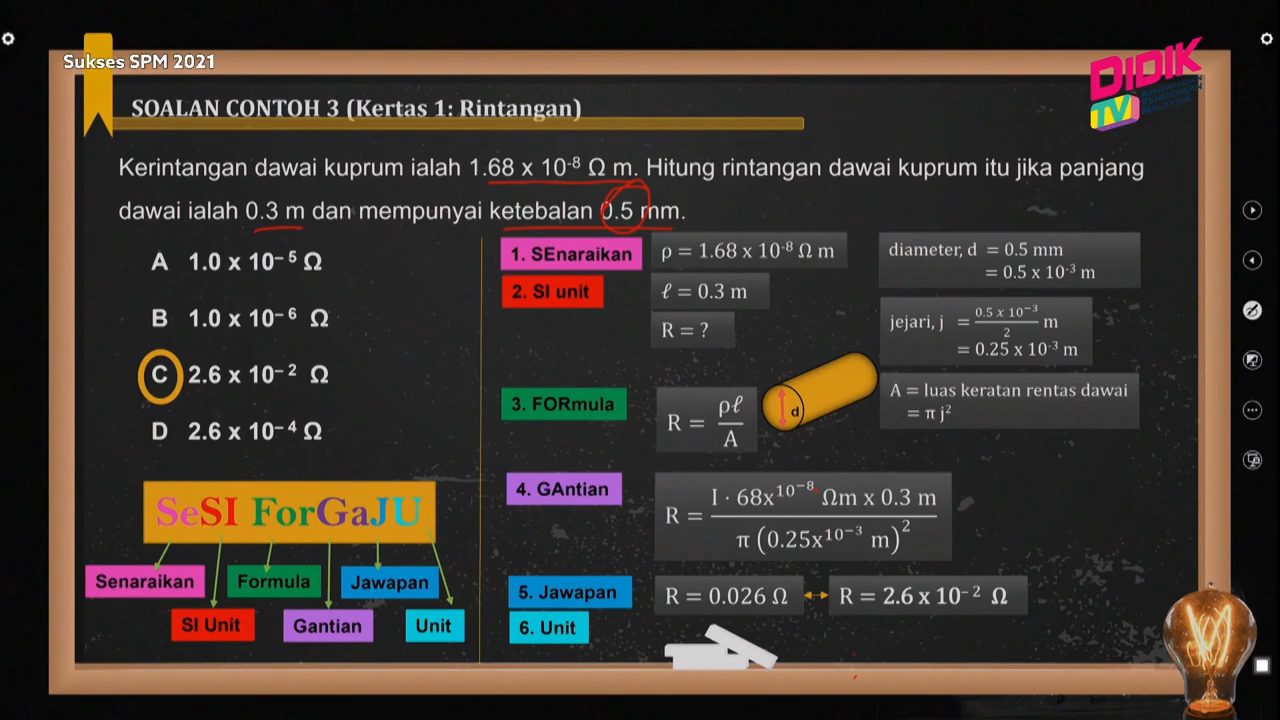 Sukses SPM 2021
DIDIK
TV
KEMENTERIAN
PENDIDIKAN
MALAYSIA
SOALAN CONTOH 3 (Kertas 1: Rintangan)
Kerintangan dawai kuprum ialah 1.68 x 10⁻⁸ Ω m. Hitung rintangan dawai kuprum itu jika panjang
dawai ialah 0.3 m dan mempunyai ketebalan 0.5 mm.
A 1.0 x 10⁻⁵ Ω
B 1.0 x 10⁻⁶ Ω
C 2.6 x 10⁻² Ω
D 2.6 x 10⁻⁴ Ω
SeSI ForGaJU
Senaraikan
Formula
Jawapan
SI Unit
Gantian
Unit
1. SEnaraikan
2. SI unit
ρ = 1.68 x 10⁻⁸ Ω m
ℓ = 0.3 m
R = ?
diameter, d = 0.5 mm
= 0.5 x 10⁻³ m
jejari, j = (0.5 x 10⁻³)/2 m
= 0.25 x 10⁻³ m
3. FORmula
R = ρℓ/A
d
A = luas keratan rentas dawai
= π j²
4. GAntian
R = (I · 68x10⁻⁸ Ωm x 0.3 m)/(π (0.25x10⁻³ m)²)
5. Jawapan
R = 0.026 Ω
R = 2.6 x 10⁻² Ω
6. Unit